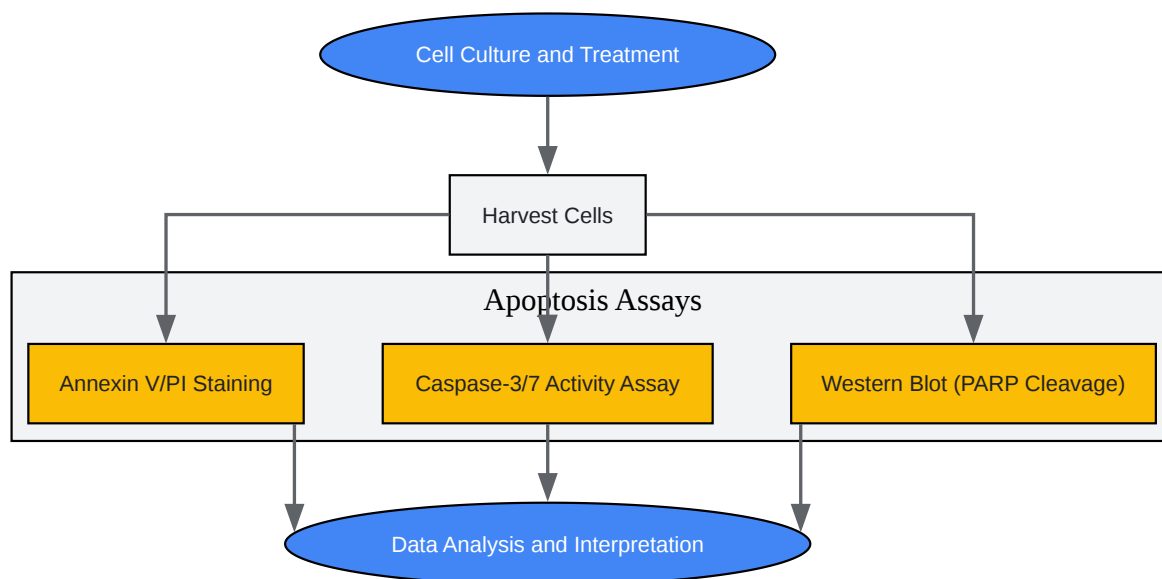 Cell Culture and Treatment
Harvest Cells
Apoptosis Assays
Annexin V/PI Staining
Caspase-3/7 Activity Assay
Western Blot (PARP Cleavage)
Data Analysis and Interpretation